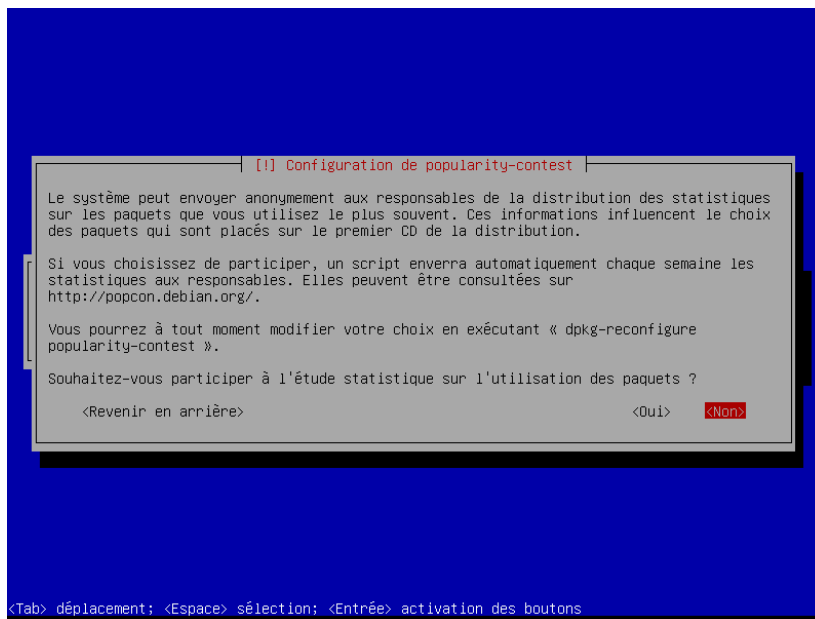 [!] Configuration de popularity-contest
Le système peut envoyer anonymement aux responsables de la distribution des statistiques
sur les paquets que vous utilisez le plus souvent. Ces informations influencent le choix
des paquets qui sont placés sur le premier CD de la distribution.
Si vous choisissez de participer, un script enverra automatiquement chaque semaine les
statistiques aux responsables. Elles peuvent être consultées sur
http://popcon.debian.org/.
Vous pourrez à tout moment modifier votre choix en exécutant « dpkg-reconfigure
popularity-contest ».
Souhaitez-vous participer à l'étude statistique sur l'utilisation des paquets ?
<Revenir en arrière> <Oui> <Non>
<Tab> déplacement; <Espace> sélection; <Entrée> activation des boutons